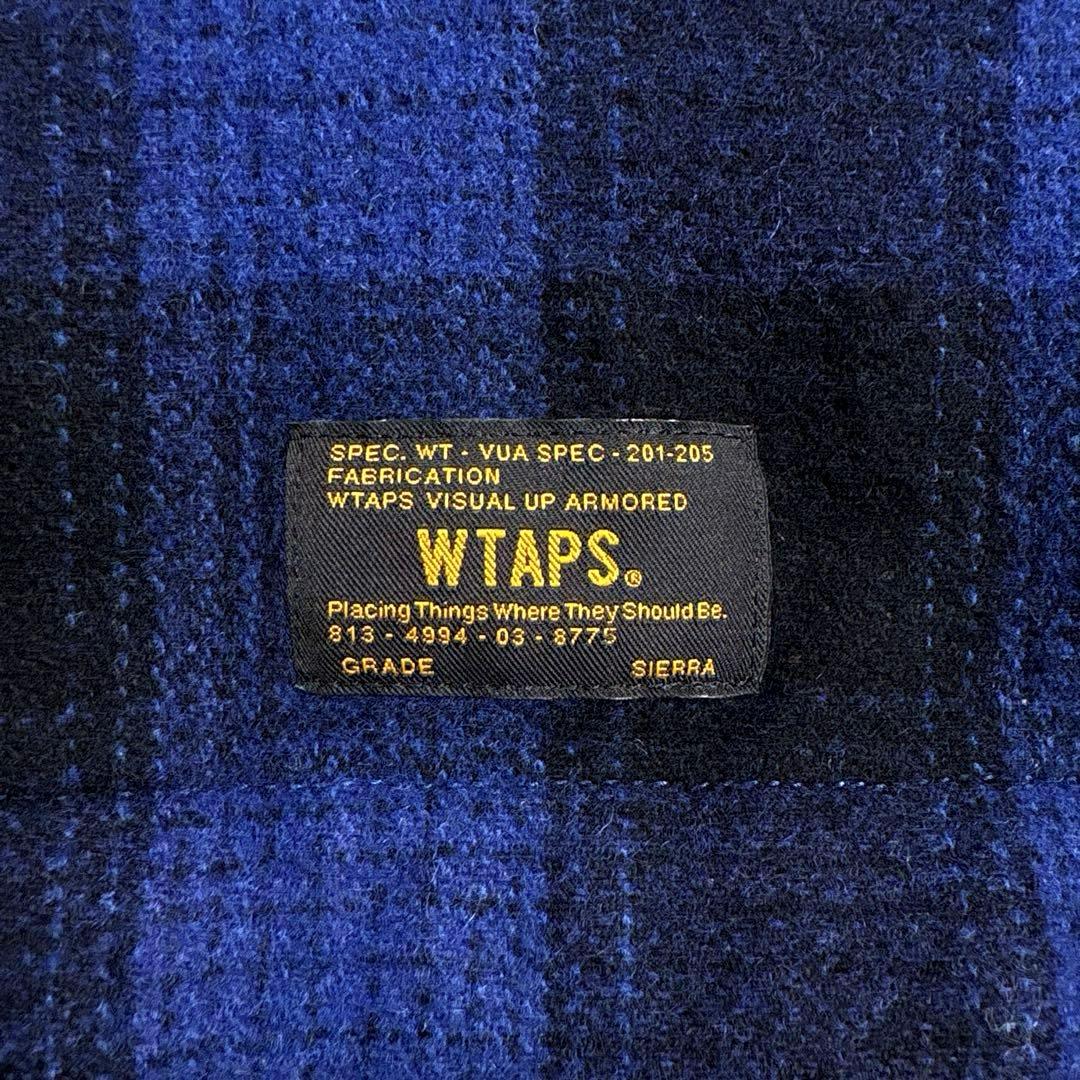 SPEC. WT - VUA SPEC - 201-205
FABRICATION
WTAPS VISUAL UP ARMORED
WTAPS®
Placing Things Where They Should Be.
813 - 4994 - 03 - 8775
GRADE SIERRA